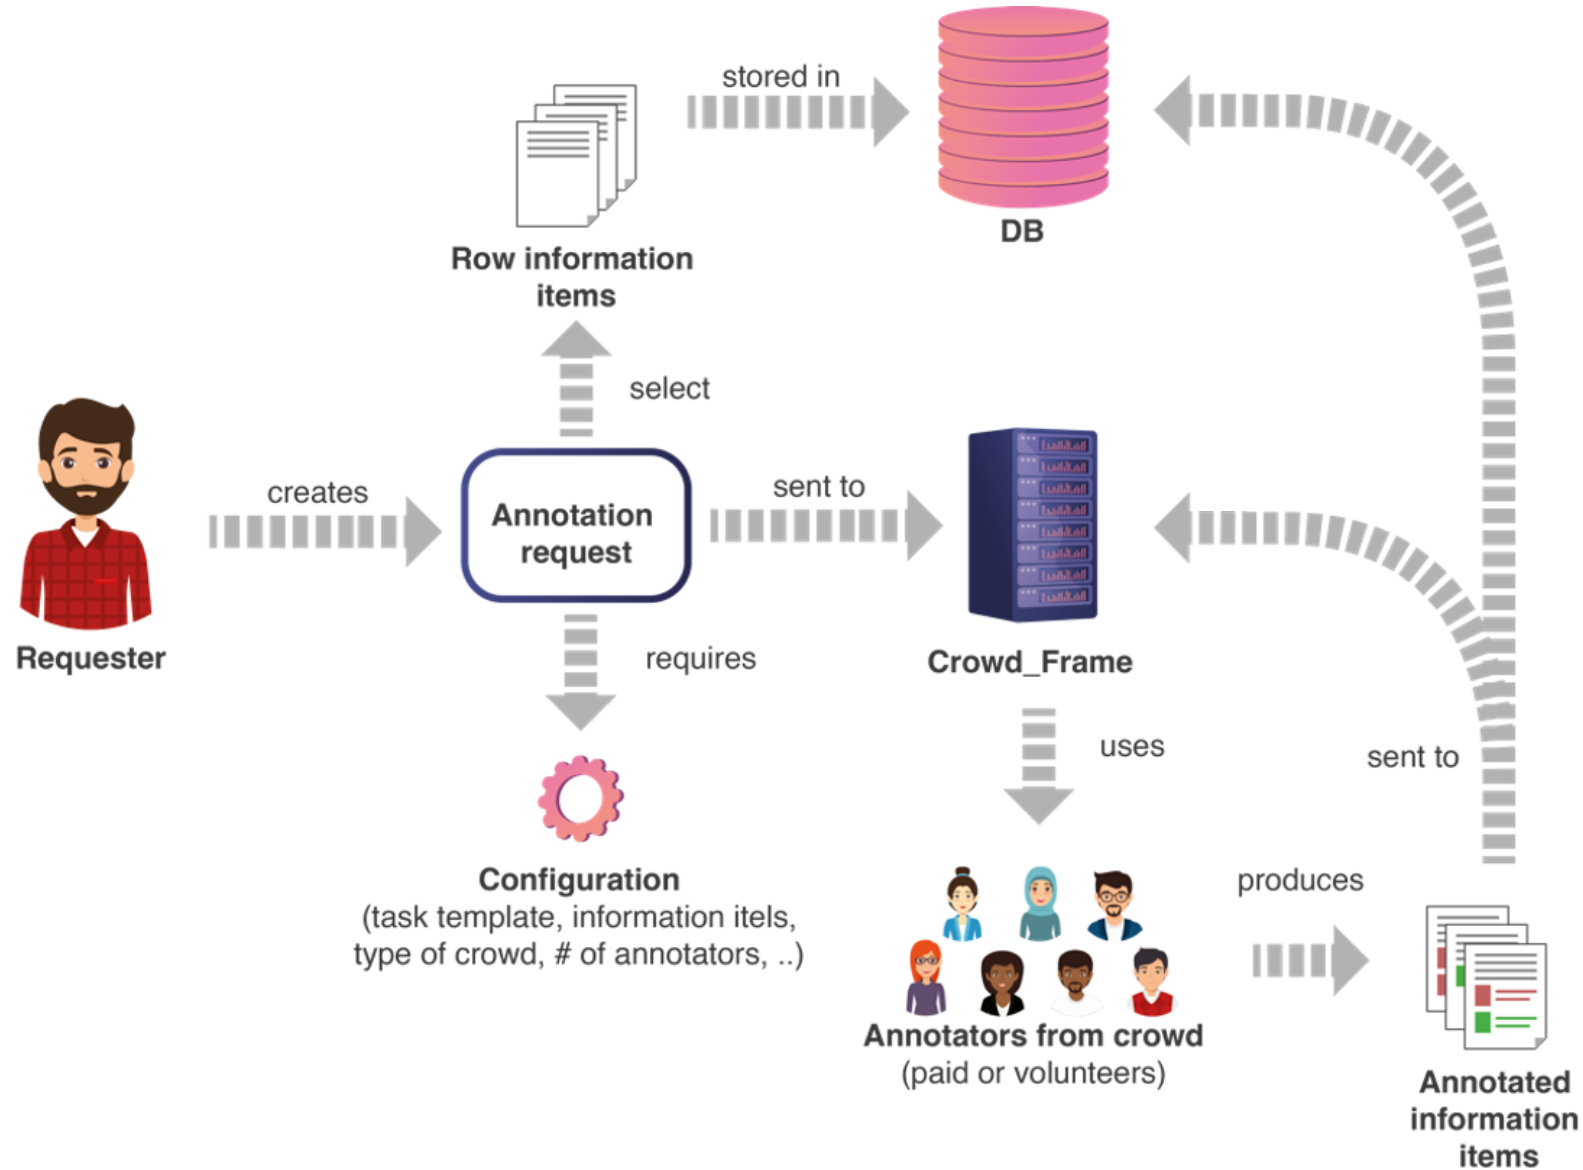 stored in
DB
Row information
items
select
creates
Annotation
request
sent to
Requester
requires
Crowd_Frame
uses
sent to
Configuration
(task template, information itels,
type of crowd, # of annotators, ..)
produces
Annotators from crowd
(paid or volunteers)
Annotated
information
items